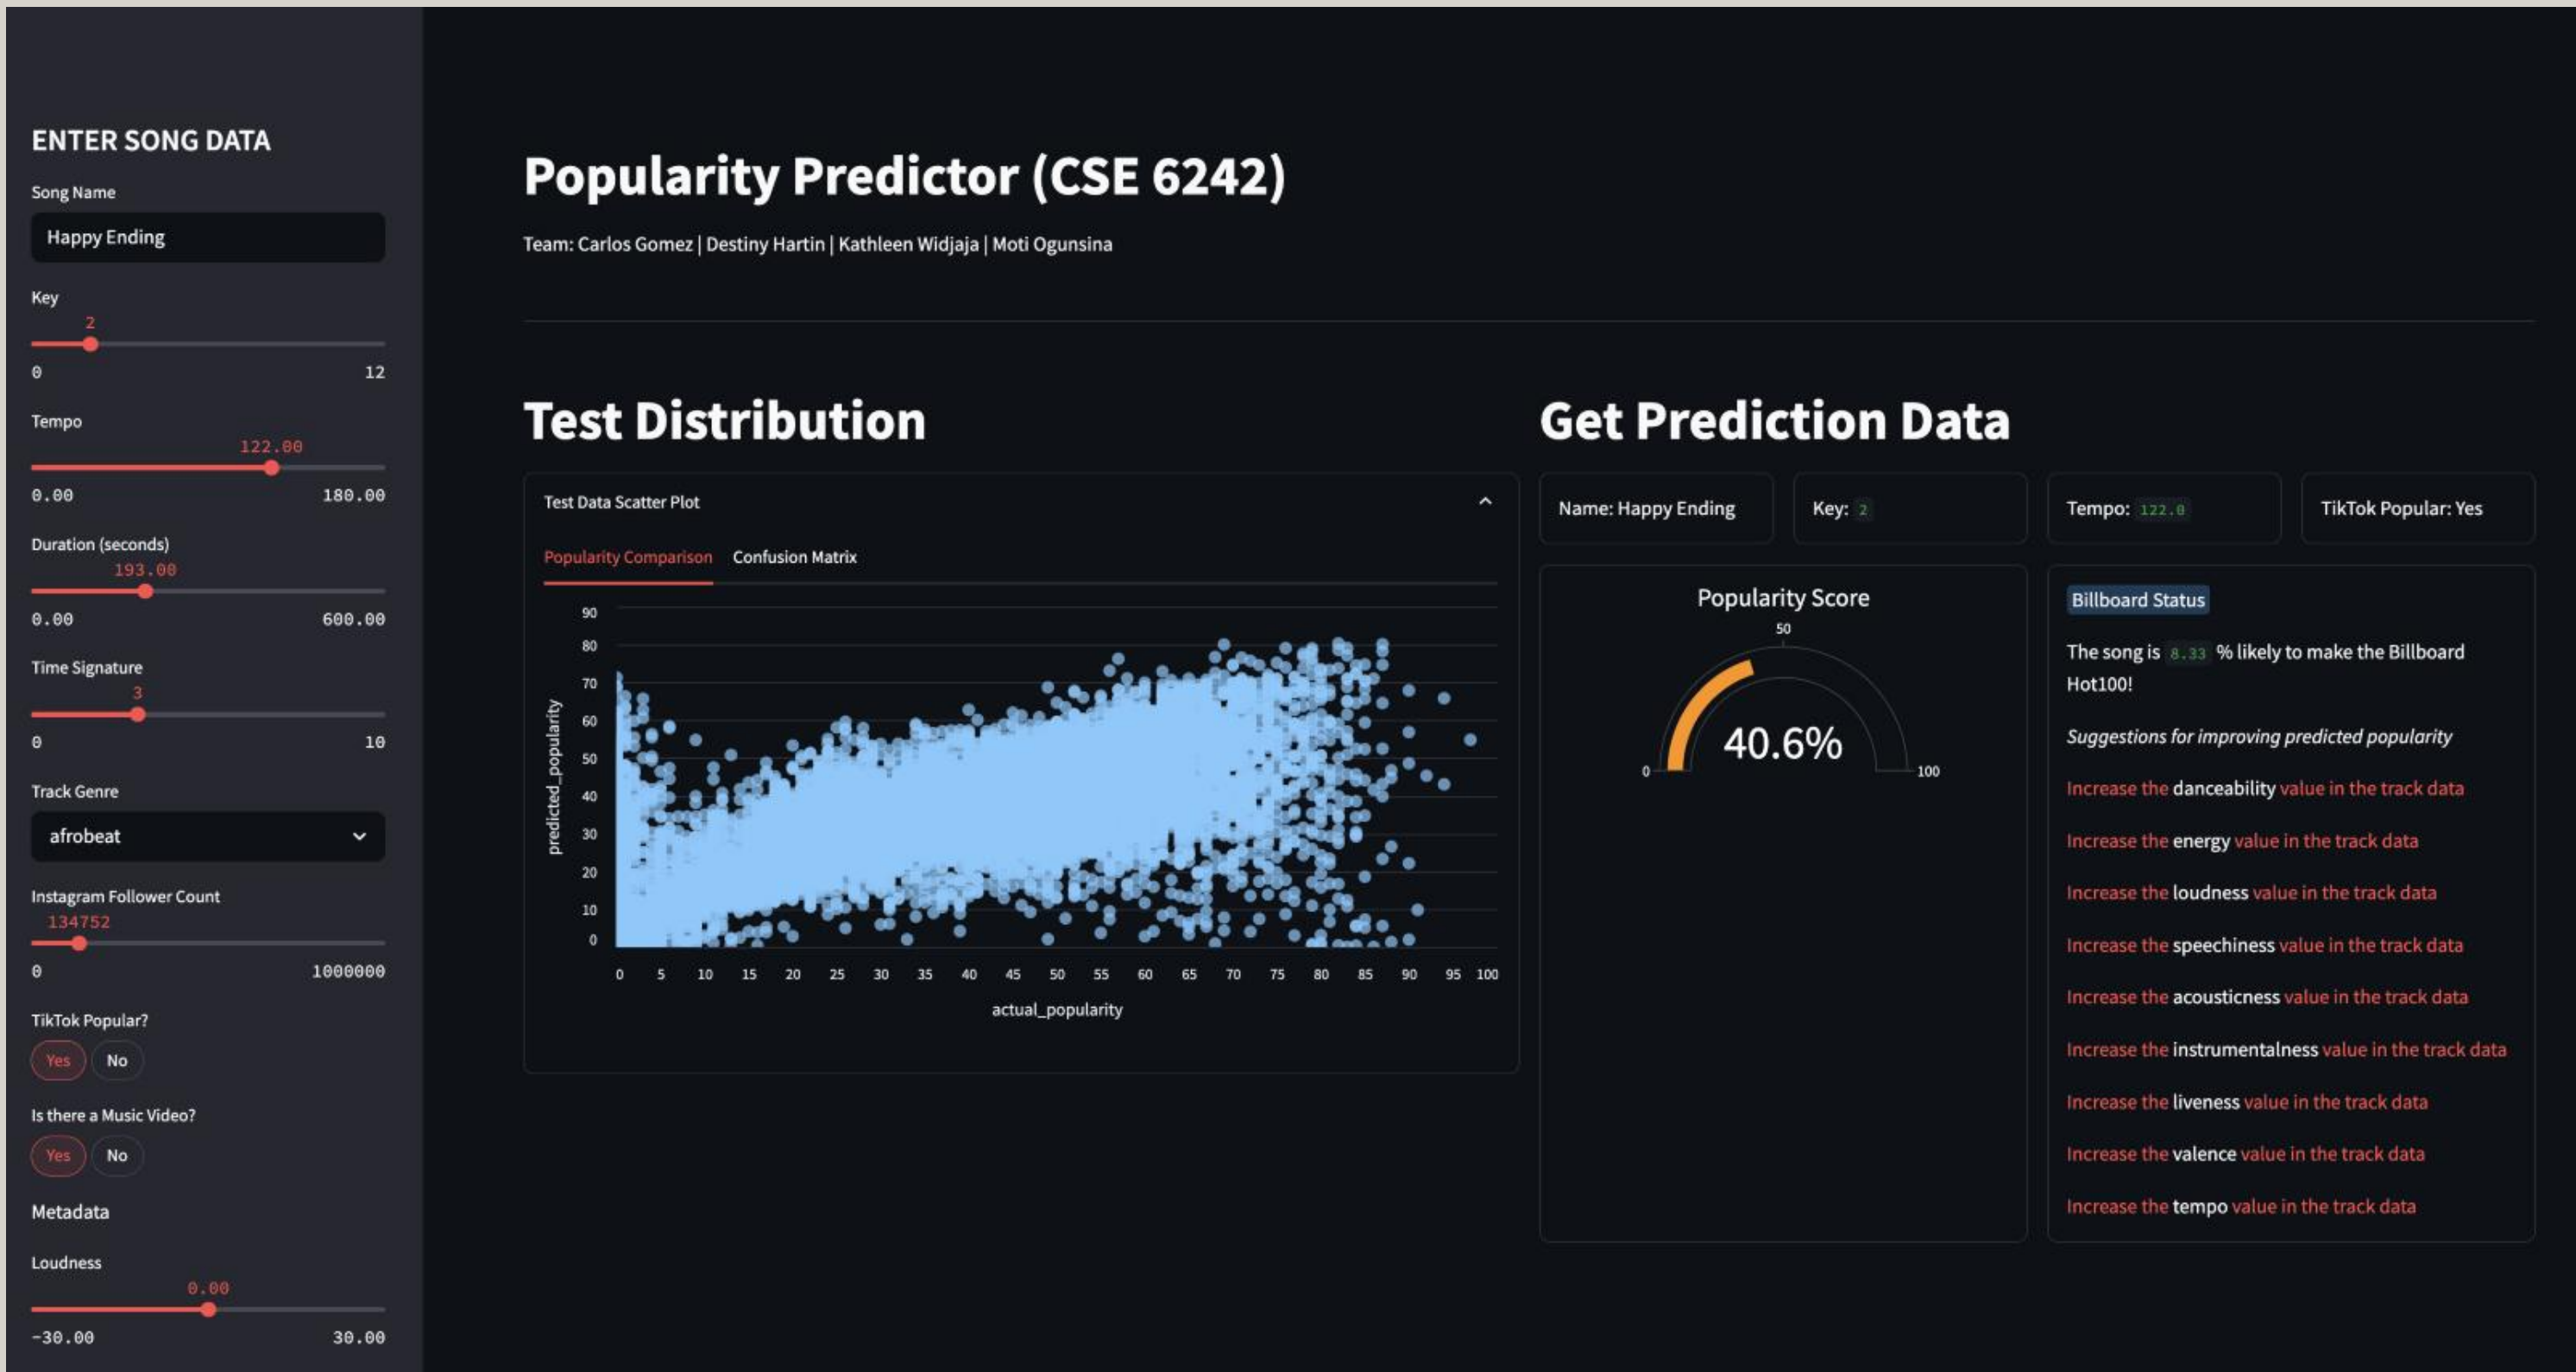 ENTER SONG DATA
Song Name
Happy Ending
Key
2
0 12
Tempo
122.00
0.00 180.00
Duration (seconds)
193.00
0.00 600.00
Time Signature
3
0 10
Track Genre
afrobeat
Instagram Follower Count
134752
0 1000000
TikTok Popular?
Yes No
Is there a Music Video?
Yes No
Metadata
Loudness
0.00
-30.00 30.00
Popularity Predictor (CSE 6242)
Team: Carlos Gomez | Destiny Hartin | Kathleen Widjaja | Moti Ogunsina
Test Distribution
Test Data Scatter Plot
Popularity Comparison Confusion Matrix
90
80
70
60
50
40
30
20
10
0
predicted_popularity
0 5 10 15 20 25 30 35 40 45 50 55 60 65 70 75 80 85 90 95 100
actual_popularity
Get Prediction Data
Name: Happy Ending
Key: 2
Tempo: 122.0
TikTok Popular: Yes
Popularity Score
50
40.6%
0 100
Billboard Status
The song is 8.33 % likely to make the Billboard
Hot100!
Suggestions for improving predicted popularity
Increase the danceability value in the track data
Increase the energy value in the track data
Increase the loudness value in the track data
Increase the speechiness value in the track data
Increase the acousticness value in the track data
Increase the instrumentalness value in the track data
Increase the liveness value in the track data
Increase the valence value in the track data
Increase the tempo value in the track data